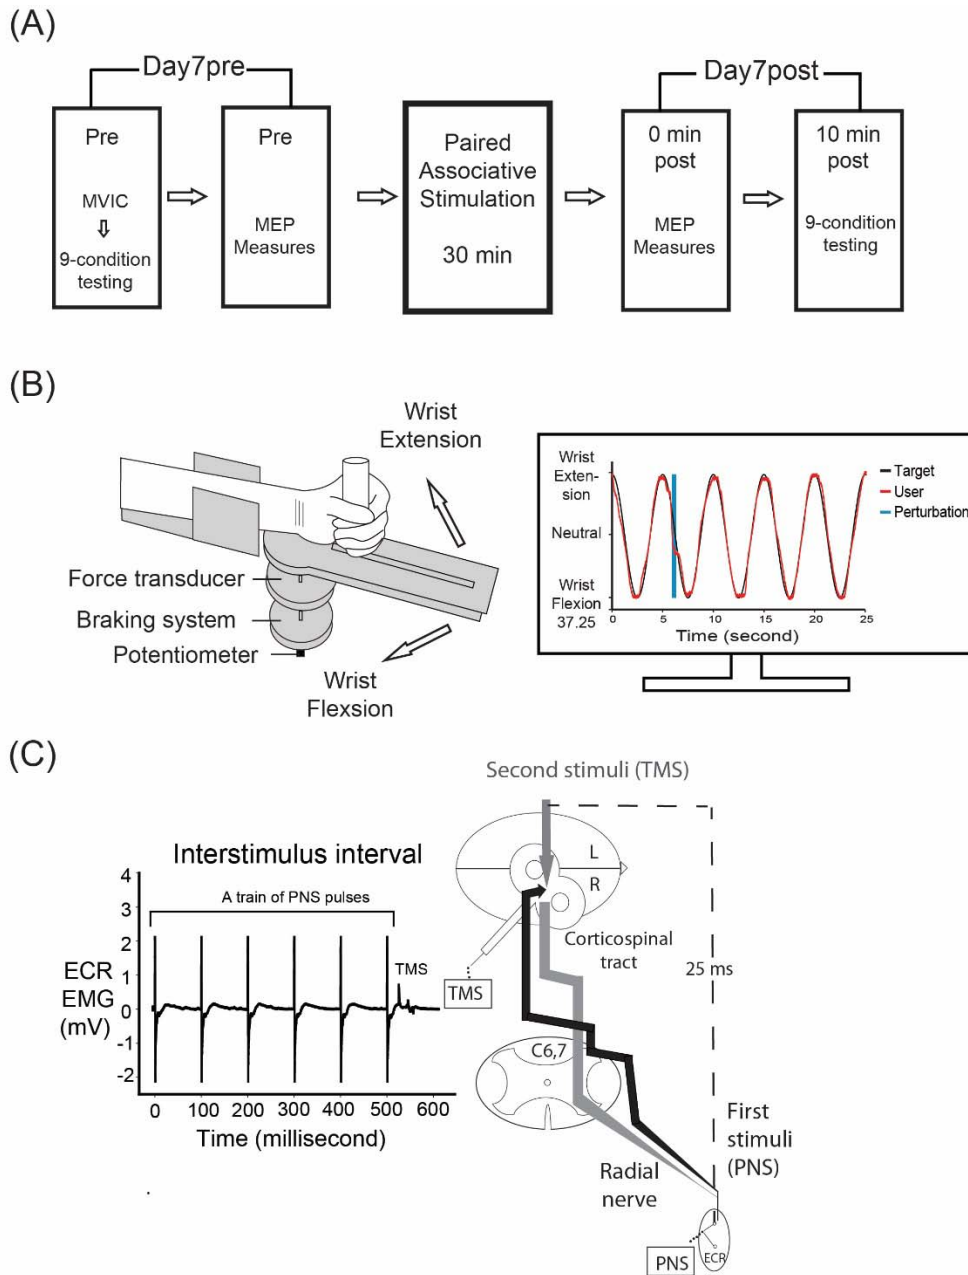 (A)
Day7pre
Day7post
Pre
MVIC
9-condition
testing
Pre
MEP
Measures
Paired
Associative
Stimulation
30 min
0 min
post
MEP
Measures
10 min
post
9-condition
testing
(B)
Wrist
Extension
Force transducer
Braking system
Potentiometer
Wrist
Flexsion
Wrist
Exten-
sion
Neutral
Wrist
Flexion
37.25
Target
User
Perturbation
0 5 10 15 20 25
Time (second)
(C)
Second stimuli (TMS)
L
R
Interstimulus interval
A train of PNS pulses
4
3
2
1
0
-1
-2
ECR
EMG
(mV)
TMS
0 100 200 300 400 500 600
Time (millisecond)
TMS
Corticospinal
tract
25 ms
C6,7
First
stimuli
(PNS)
Radial
nerve
PNS
ECR